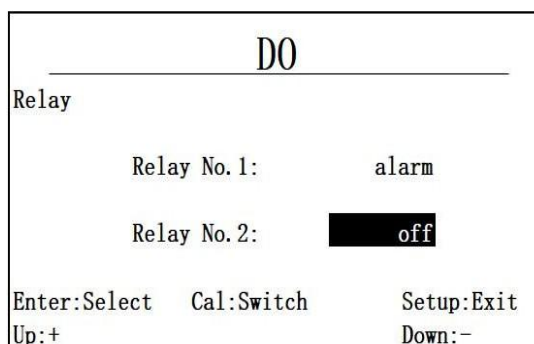 DO
Relay
Relay No.1: alarm
Relay No.2: off
Enter:Select Cal:Switch Setup:Exit
Up:+ Down:-